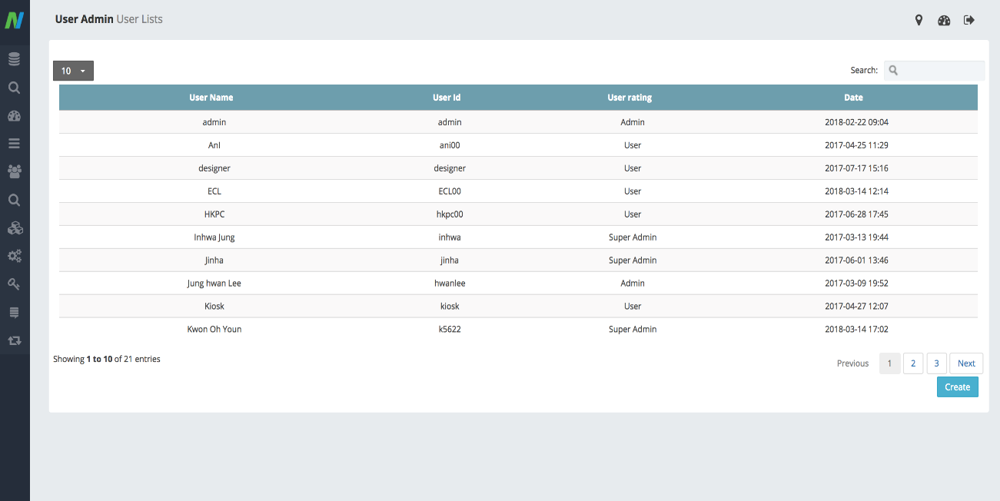 User Admin User Lists
10
Search:
User Name User Id User rating Date
admin admin Admin 2018-02-22 09:04
AnI ani00 User 2017-04-25 11:29
designer designer User 2017-07-17 15:16
ECL ECL00 User 2018-03-14 12:14
HKPC hkpc00 User 2017-06-28 17:45
Inhwa Jung inhwa Super Admin 2017-03-13 19:44
Jinha jinha Super Admin 2017-06-01 13:46
Jung hwan Lee hwanlee Admin 2017-03-09 19:52
Kiosk kiosk User 2017-04-27 12:07
Kwon Oh Youn k5622 Super Admin 2018-03-14 17:02
Showing 1 to 10 of 21 entries
Previous 1 2 3 Next
Create